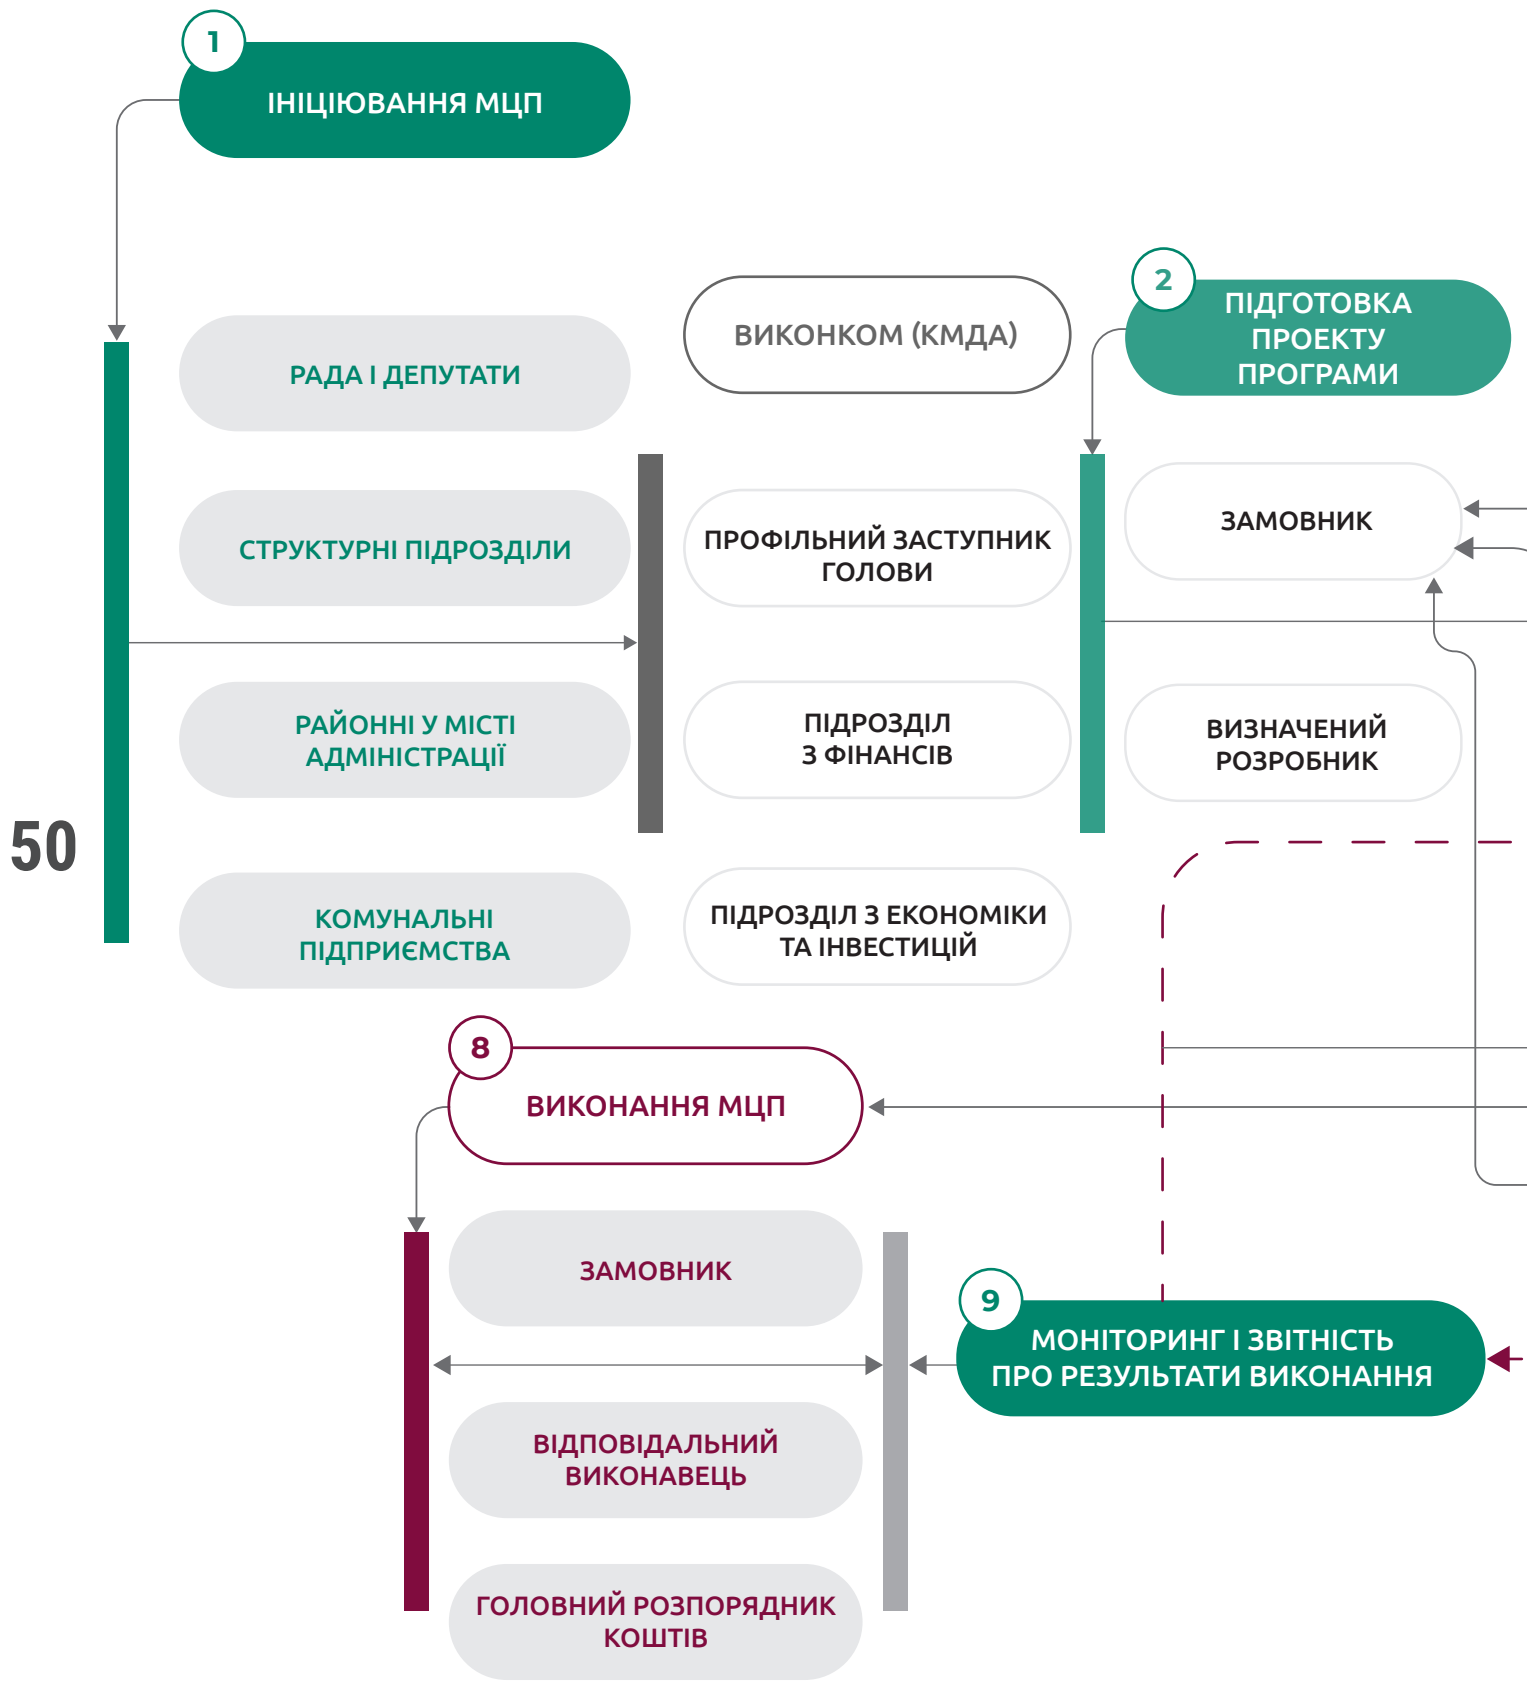 1
ІНІЦІЮВАННЯ МЦП
РАДА І ДЕПУТАТИ
СТРУКТУРНІ ПІДРОЗДІЛИ
РАЙОННІ У МІСТІ
АДМІНІСТРАЦІЇ
КОМУНАЛЬНІ
ПІДПРИЄМСТВА
ВИКОНКОМ (КМДА)
ПРОФІЛЬНИЙ ЗАСТУПНИК
ГОЛОВИ
ПІДРОЗДІЛ
З ФІНАНСІВ
ПІДРОЗДІЛ З ЕКОНОМІКИ
ТА ІНВЕСТИЦІЙ
2
ПІДГОТОВКА
ПРОЕКТУ
ПРОГРАМИ
ЗАМОВНИК
ВИЗНАЧЕНИЙ
РОЗРОБНИК
50
8
ВИКОНАННЯ МЦП
ЗАМОВНИК
ВІДПОВІДАЛЬНИЙ
ВИКОНАВЕЦЬ
ГОЛОВНИЙ РОЗПОРЯДНИК
КОШТІВ
9
МОНІТОРИНГ І ЗВІТНІСТЬ
ПРО РЕЗУЛЬТАТИ ВИКОНАННЯ